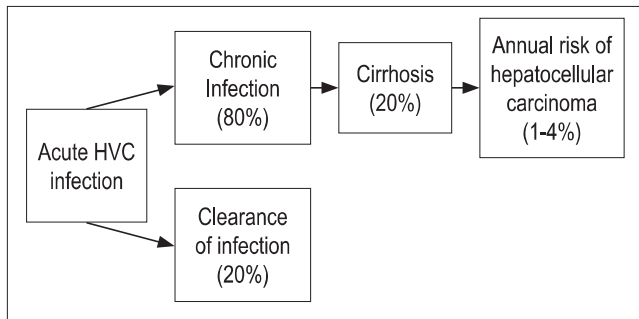 Acute HVC
infection
Chronic
Infection
(80%)
Cirrhosis
(20%)
Annual risk of
hepatocellular
carcinoma
(1-4%)
Clearance
of infection
(20%)